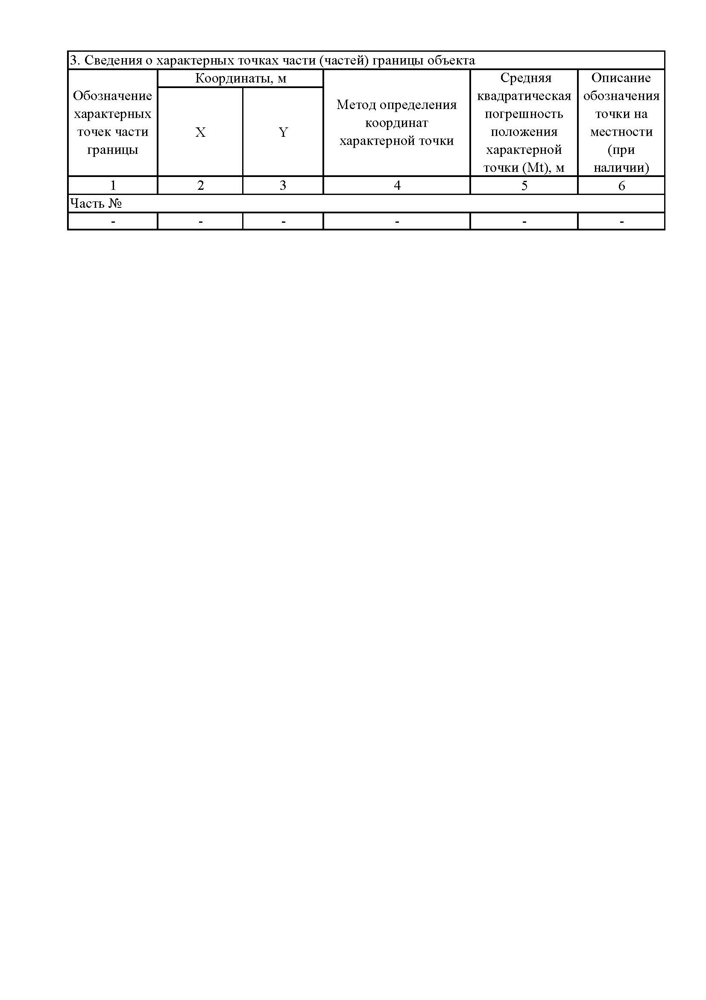 3. Сведения о характерных точках части (частей) границы объекта
Обозначение
характерных
точек части
границы
Координаты, м
X
Y
Метод определения
координат
характерной точки
Средняя
квадратическая
погрешность
положения
характерной
точки (Mt), м
Описание
обозначения
точки на
местности
(при
наличии)
1 2 3 4 5 6
Часть №
- - - - - -